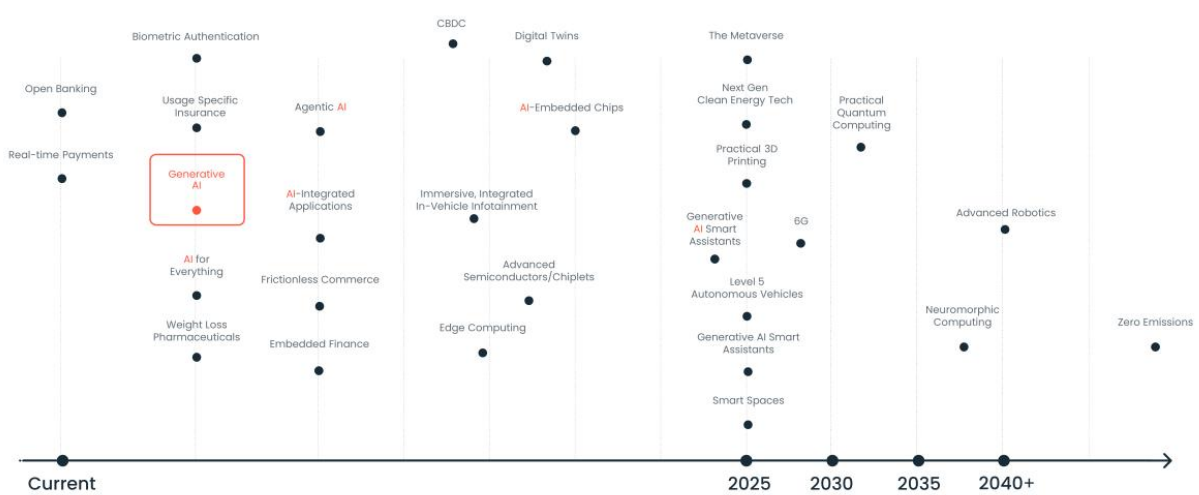 CBDC
Biometric Authentication
Digital Twins
The Metaverse
Open Banking
Usage Specific
Insurance
Agentic AI
AI-Embedded Chips
Next Gen
Clean Energy Tech
Practical
Quantum
Computing
Real-time Payments
Generative
AI
AI-Integrated
Applications
Immersive, Integrated
In-Vehicle Infotainment
Practical 3D
Printing
Generative
AI Smart
Assistants
6G
Advanced Robotics
AI for
Everything
Frictionless Commerce
Advanced
Semiconductors/Chiplets
Level 5
Autonomous Vehicles
Weight Loss
Pharmaceuticals
Embedded Finance
Edge Computing
Generative AI Smart
Assistants
Neuromorphic
Computing
Zero Emissions
Smart Spaces
Current
2025
2030
2035
2040+